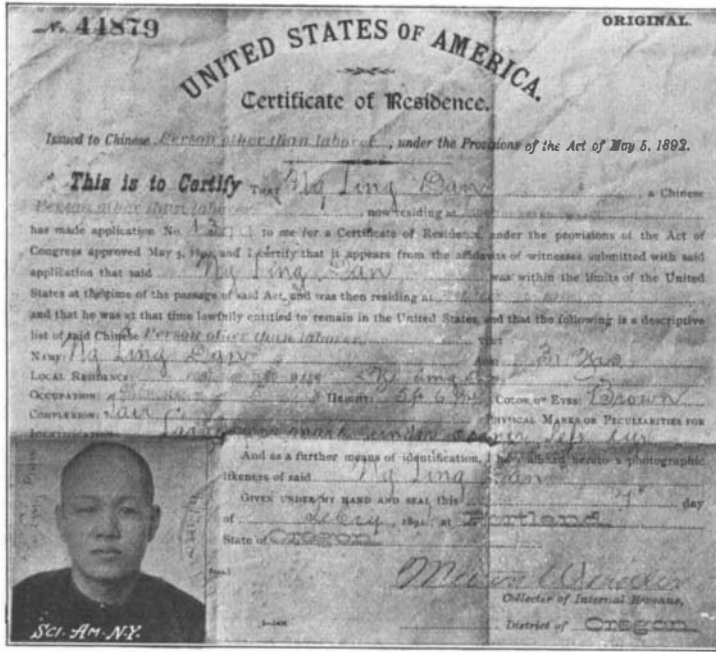 No. 44879
ORIGINAL.
UNITED STATES OF AMERICA.
Certificate of Residence.
Issued to Chinese Person other than laborer, under the Provisions of the Act of May 5, 1892.
This is to Certify THAT Ng Ling Dan, a Chinese
Person other than laborer, now residing at
has made application No. to me for a Certificate of Residence, under the provisions of the Act of
Congress approved May 5, 1892, and I certify that it appears from the affidavits of witnesses submitted with said
application that said Ng Ling Dan was within the limits of the United
States at the time of the passage of said Act, and was then residing at
and that he was at that time lawfully entitled to remain in the United States, and that the following is a descriptive
list of said Chinese Person other than laborer, viz:
NAME: Ng Ling Dan AGE:
LOCAL RESIDENCE:
OCCUPATION: HEIGHT: 5ft 6 COLOR OF EYES: Brown
COMPLEXION: Fair PHYSICAL MARKS OR PECULIARITIES FOR
IDENTIFICATION: mark under left
And as a further means of identification, I have affixed hereto a photographic
likeness of said Ng Ling Dan
GIVEN UNDER MY HAND AND SEAL this day
of , 189 , at Portland
State of Oregon
Collector of Internal Revenue,
District of Oregon
SCI-AM-N.Y.